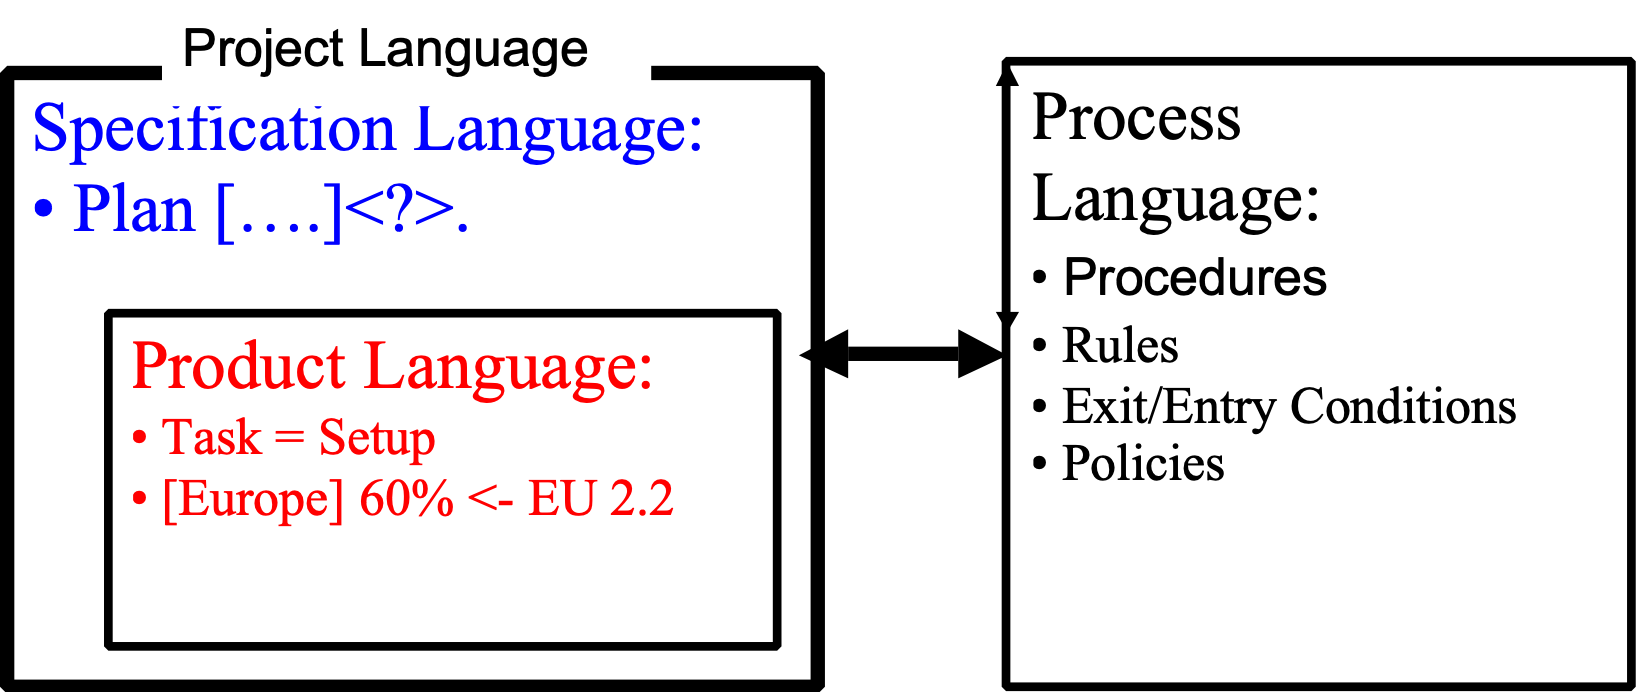 Project Language
Specification Language:
• Plan [….]<?>.
Product Language:
• Task = Setup
• [Europe] 60% <- EU 2.2
Process
Language:
• Procedures
• Rules
• Exit/Entry Conditions
• Policies